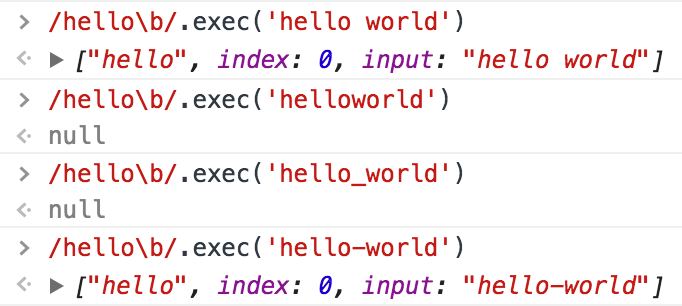 > /hello\b/.exec('hello world')
<· ▶ ["hello", index: 0, input: "hello world"]
> /hello\b/.exec('helloworld')
<· null
> /hello\b/.exec('hello_world')
<· null
> /hello\b/.exec('hello-world')
<· ▶ ["hello", index: 0, input: "hello-world"]